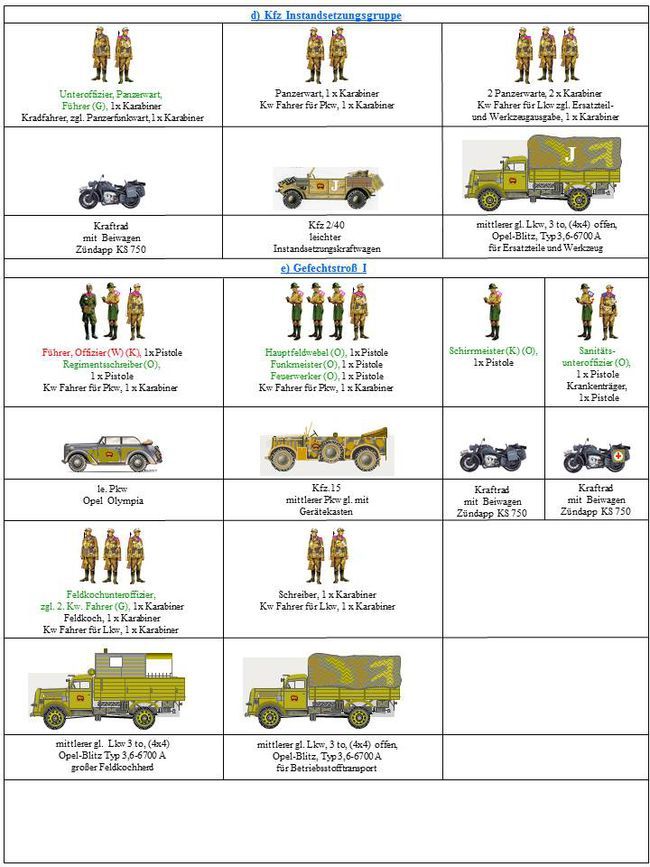 d) Kfz Instandsetzungsgruppe
Unteroffizier, Panzerwart,
Führer (G), 1x Karabiner
Kradfahrer, zgl. Panzerfunkwart, 1 x Karabiner
Panzerwart, 1 x Karabiner
Kw Fahrer für Pkw, 1 x Karabiner
2 Panzerwarte, 2 x Karabiner
Kw Fahrer für Lkw zgl. Ersatzteil-
und Werkzeugausgabe, 1 x Karabiner
J
J
Kraftrad
mit Beiwagen
Zündapp KS 750
Kfz 2/40
leichter
Instandsetzungskraftwagen
mittlerer gl. Lkw, 3 to, (4x4) offen,
Opel-Blitz, Typ 3,6-6700 A
für Ersatzteile und Werkzeug
e) Gefechtstroß I
Führer, Offizier (W) (K), 1x Pistole
Regimentsschreiber (O),
1 x Pistole
Kw Fahrer für Pkw, 1 x Karabiner
Hauptfeldwebel (O), 1x Pistole
Funkmeister (O), 1 x Pistole
Feuerwerker (O), 1 x Pistole
Kw Fahrer für Pkw, 1 x Karabiner
Schirrmeister (K) (O),
1x Pistole
Sanitäts-
unteroffizier (O),
1 x Pistole
Krankenträger,
1x Pistole
le. Pkw
Opel Olympia
Kfz. 15
mittlerer Pkw gl. mit
Gerätekasten
Kraftrad
mit Beiwagen
Zündapp KS 750
Kraftrad
mit Beiwagen
Zündapp KS 750
Feldkochunteroffizier,
zgl. 2. Kw. Fahrer (G), 1x Karabiner
Feldkoch, 1 x Karabiner
Kw Fahrer für Lkw, 1 x Karabiner
Schreiber, 1 x Karabiner
Kw Fahrer für Lkw, 1 x Karabiner
mittlerer gl. Lkw 3 to, (4x4)
Opel-Blitz Typ 3,6-6700 A
großer Feldkochherd
mittlerer gl. Lkw, 3 to, (4x4) offen,
Opel-Blitz, Typ 3,6-6700 A
für Betriebsstofftransport